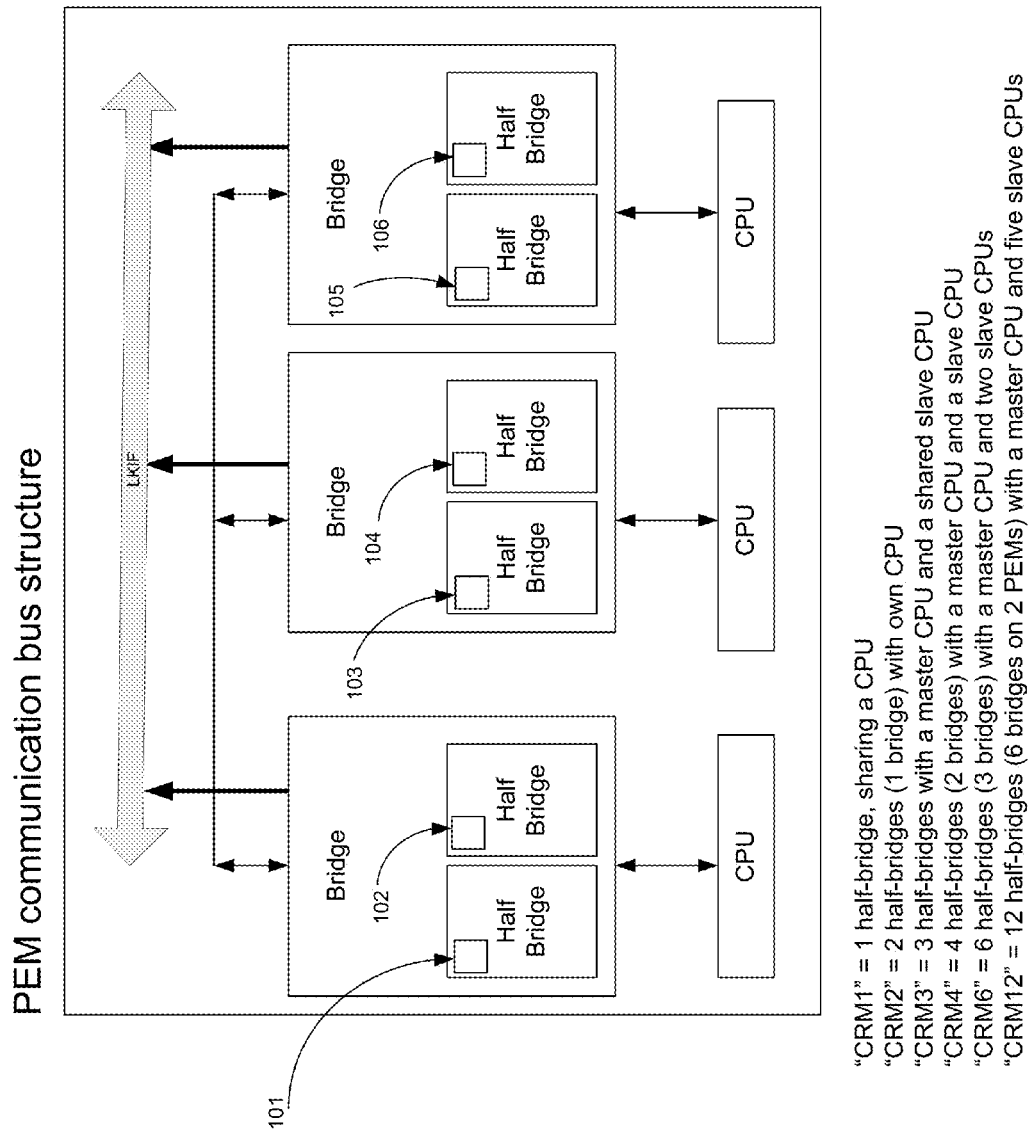 PEM communication bus structure
LKIF
Bridge
Bridge
Bridge
101
102
103
104
105
106
Half
Bridge
Half
Bridge
Half
Bridge
Half
Bridge
Half
Bridge
Half
Bridge
CPU
CPU
CPU
“CRM1” = 1 half-bridge, sharing a CPU
“CRM2” = 2 half-bridges (1 bridge) with own CPU
“CRM3” = 3 half-bridges with a master CPU and a shared slave CPU
“CRM4” = 4 half-bridges (2 bridges) with a master CPU and a slave CPU
“CRM6” = 6 half-bridges (3 bridges) with a master CPU and two slave CPUs
“CRM12” = 12 half-bridges (6 bridges on 2 PEMs) with a master CPU and five slave CPUs